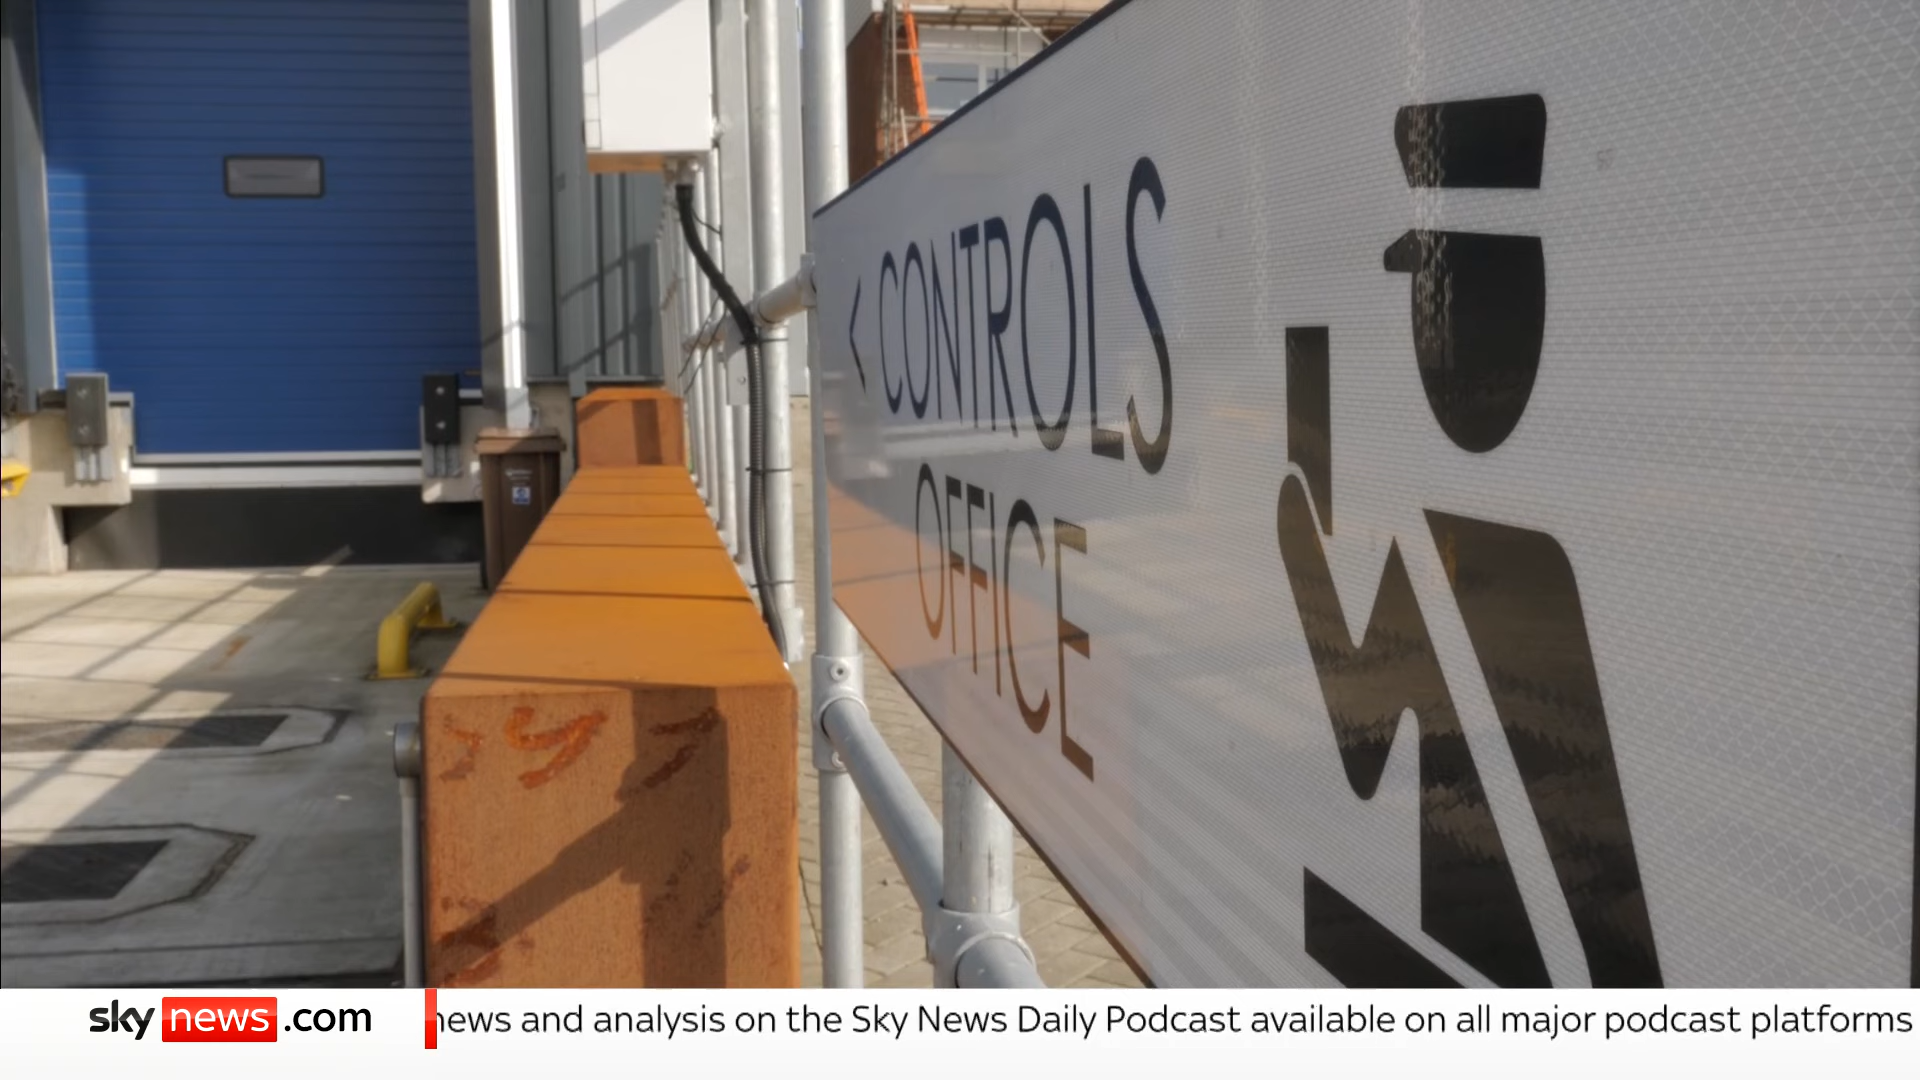 < CONTROLS
OFFICE
sky news .com
news and analysis on the Sky News Daily Podcast available on all major podcast platforms